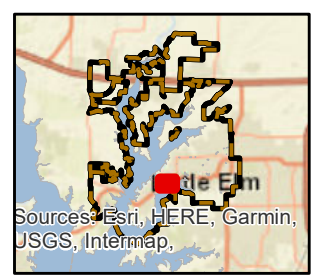 Elm
Sources: Esri, HERE, Garmin,
USGS, Intermap,